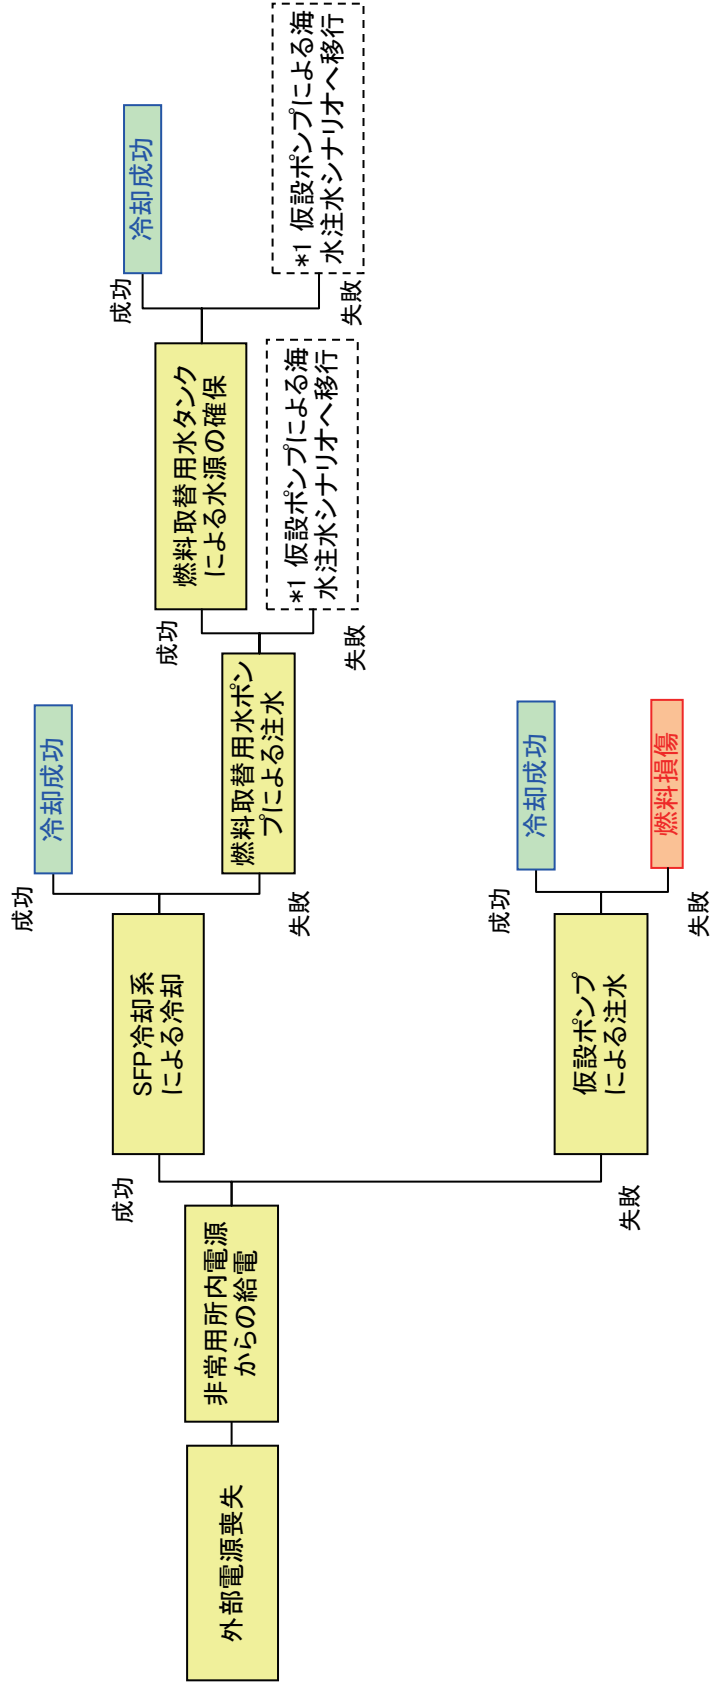 外部電源喪失
非常用所内電源
からの給電
成功
失敗
SFP冷却系
による冷却
成功
冷却成功
失敗
燃料取替用水ポン
プによる注水
成功
燃料取替用水タンク
による水源の確保
成功
冷却成功
失敗
*1 仮設ポンプによる海
水注水シナリオへ移行
失敗
*1 仮設ポンプによる海
水注水シナリオへ移行
仮設ポンプ
による注水
成功
冷却成功
失敗
燃料損傷